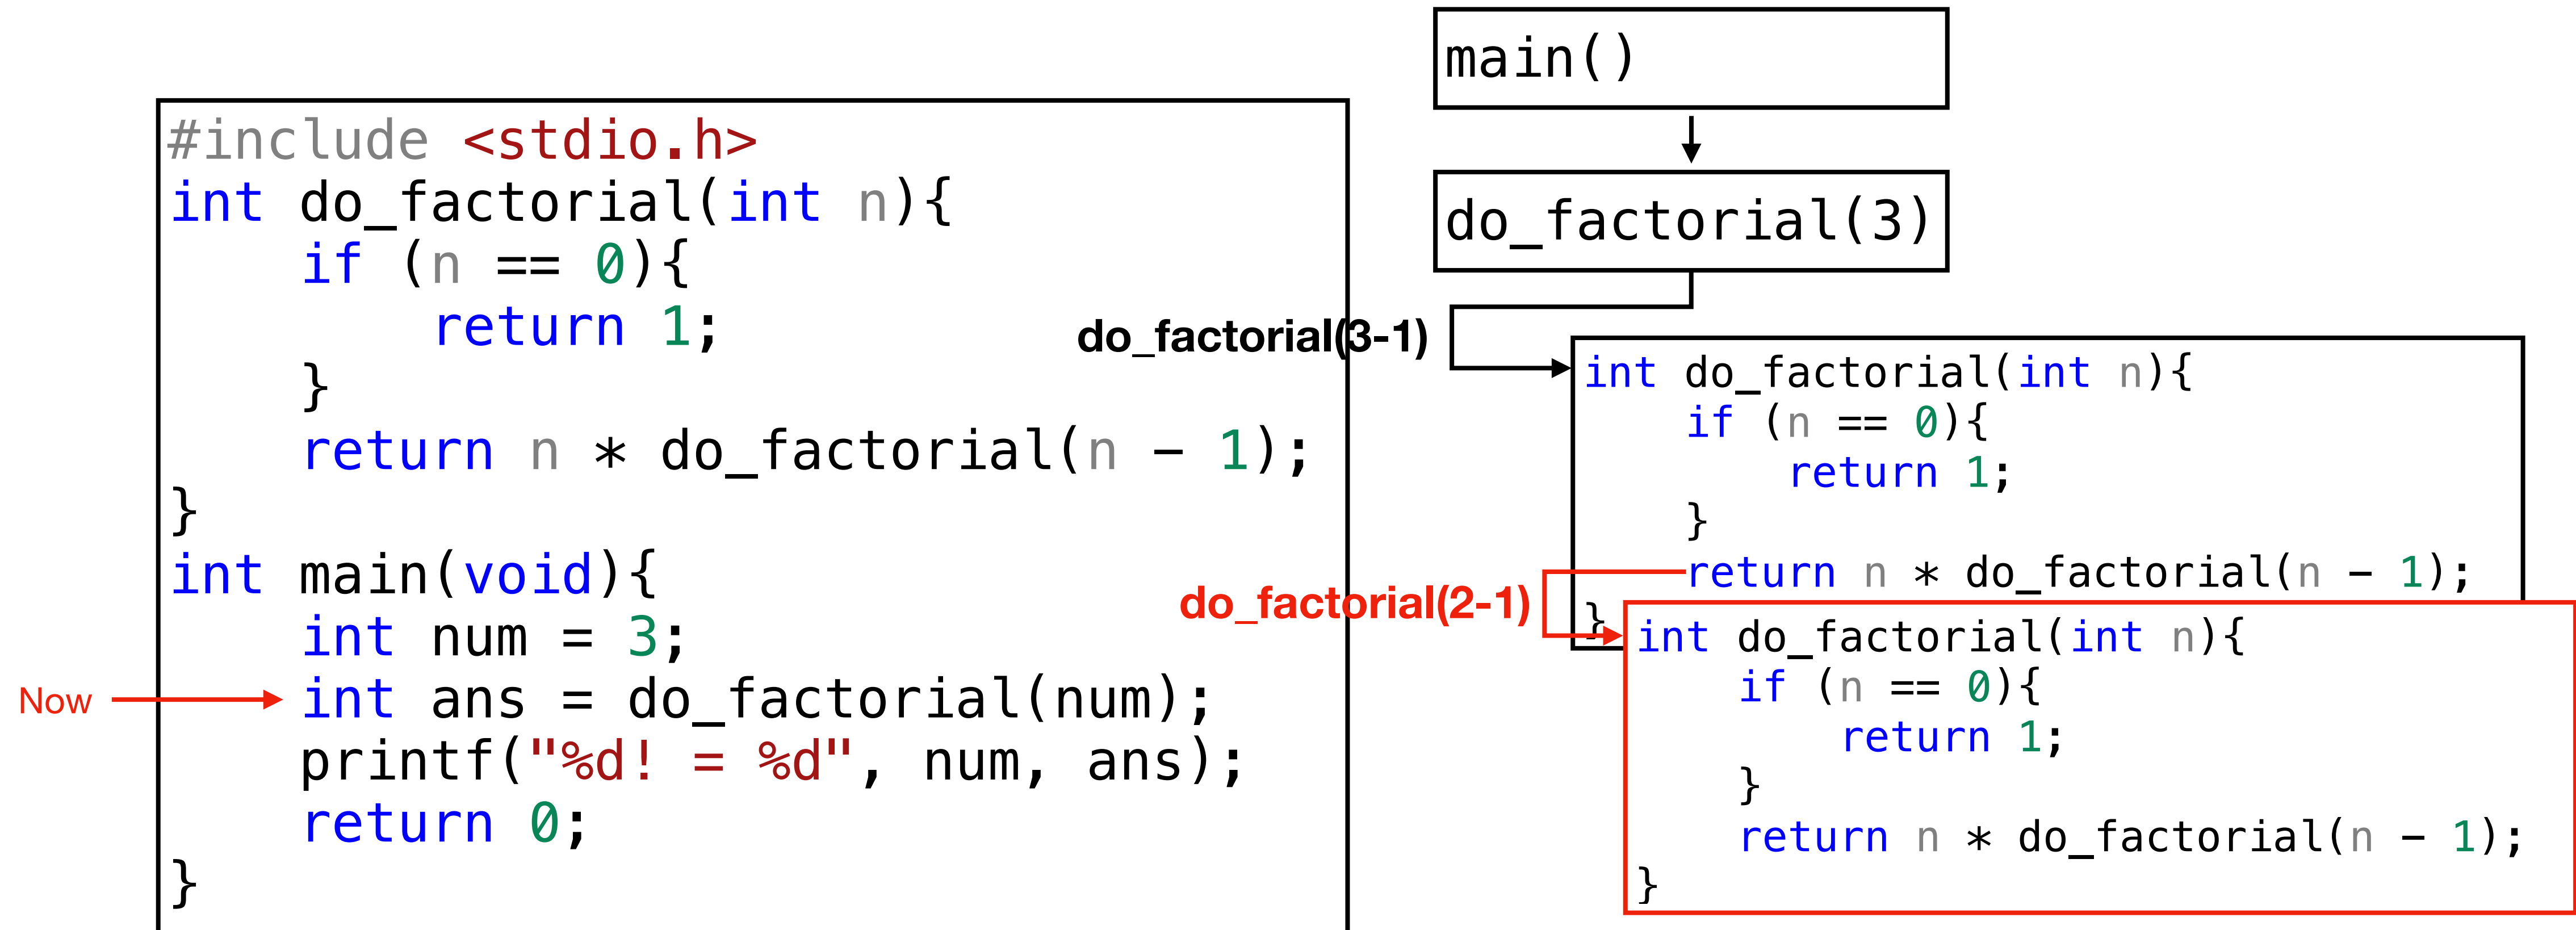 #include <stdio.h>
int do_factorial(int n){
    if (n == 0){
        return 1;
    }
    return n * do_factorial(n - 1);
}
int main(void){
    int num = 3;
    int ans = do_factorial(num);
    printf("%d! = %d", num, ans);
    return 0;
}
Now
main()
do_factorial(3)
do_factorial(3-1)
int do_factorial(int n){
    if (n == 0){
        return 1;
    }
    return n * do_factorial(n - 1);
}
do_factorial(2-1)
int do_factorial(int n){
    if (n == 0){
        return 1;
    }
    return n * do_factorial(n - 1);
}